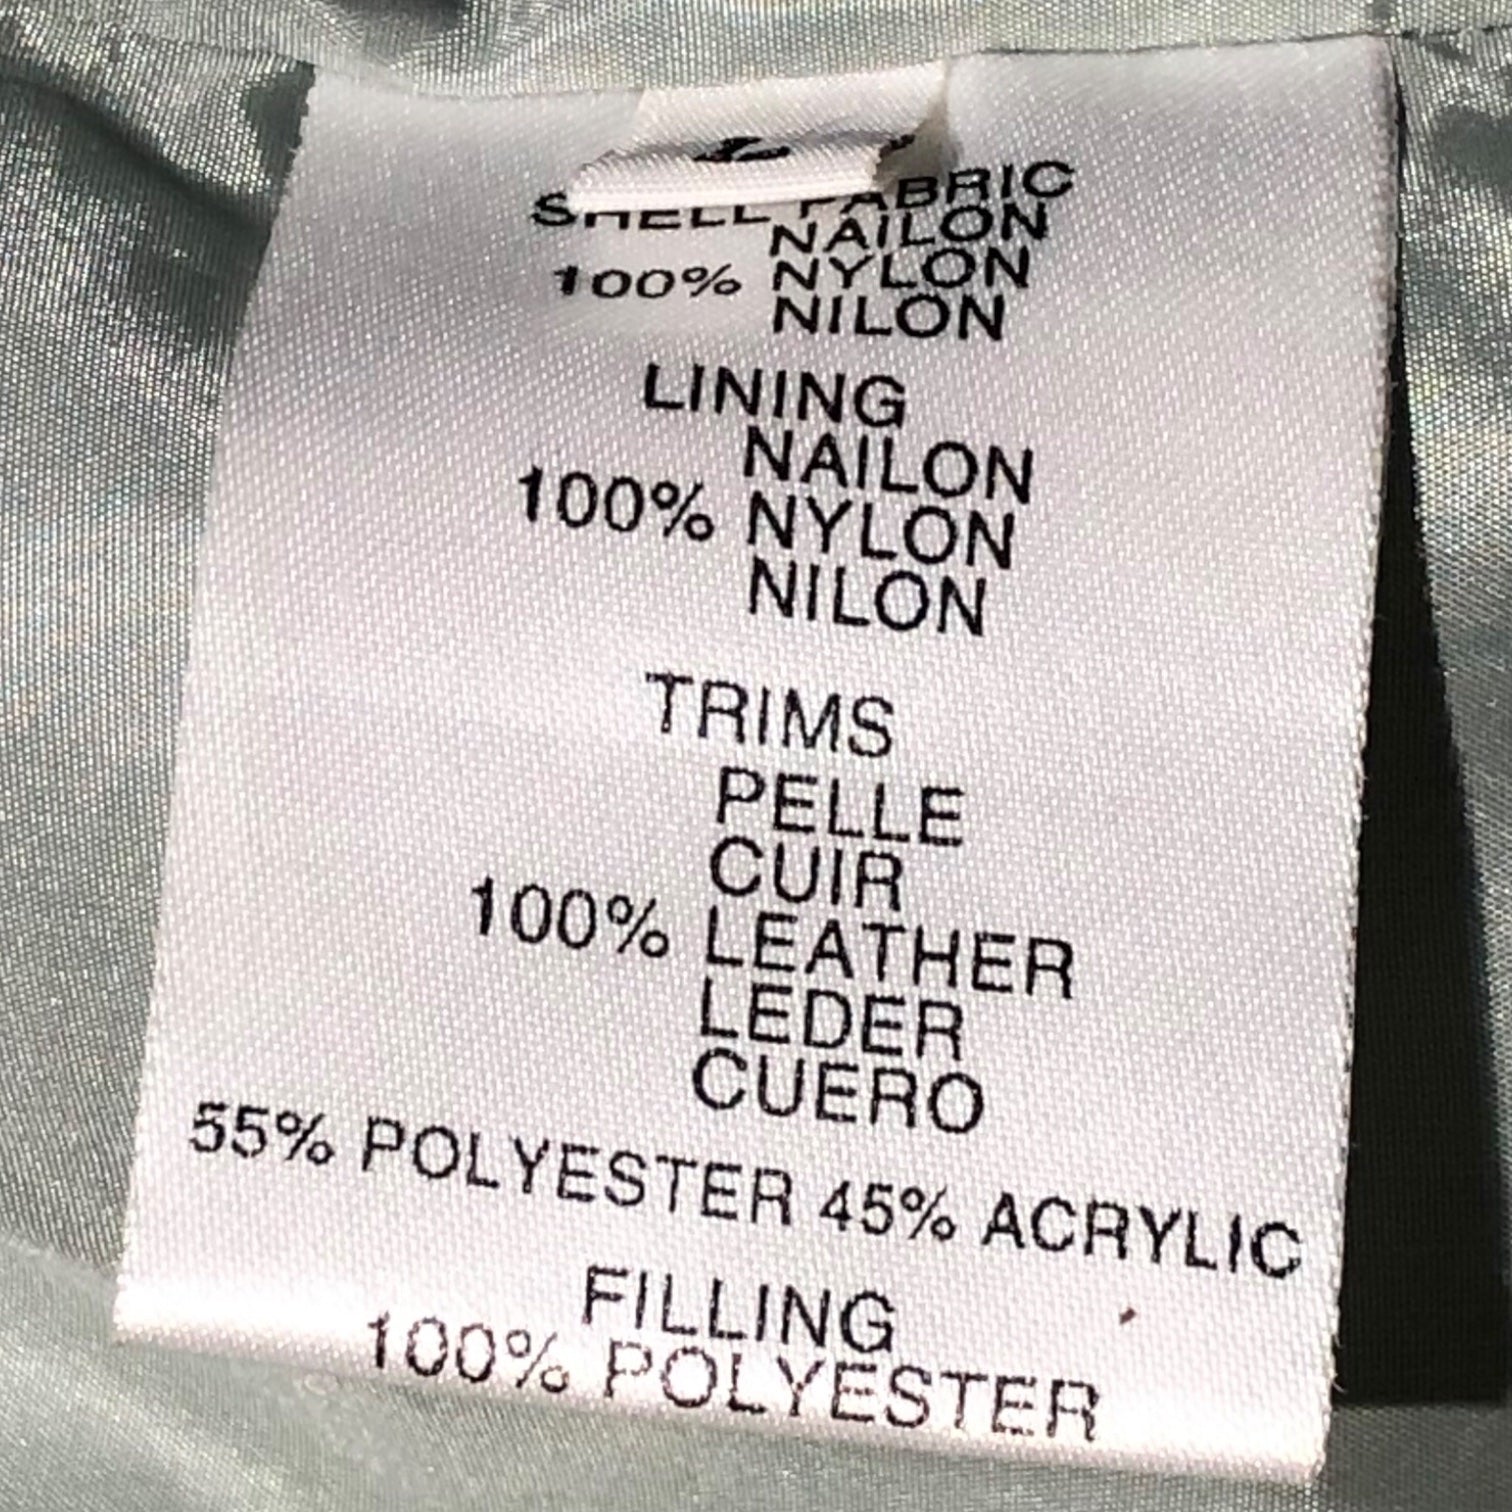 SHELL FABRIC
NAILON
100% NYLON
NILON
LINING
NAILON
100% NYLON
NILON
TRIMS
PELLE
CUIR
100% LEATHER
LEDER
CUERO
55% POLYESTER 45% ACRYLIC
FILLING
100% POLYESTER